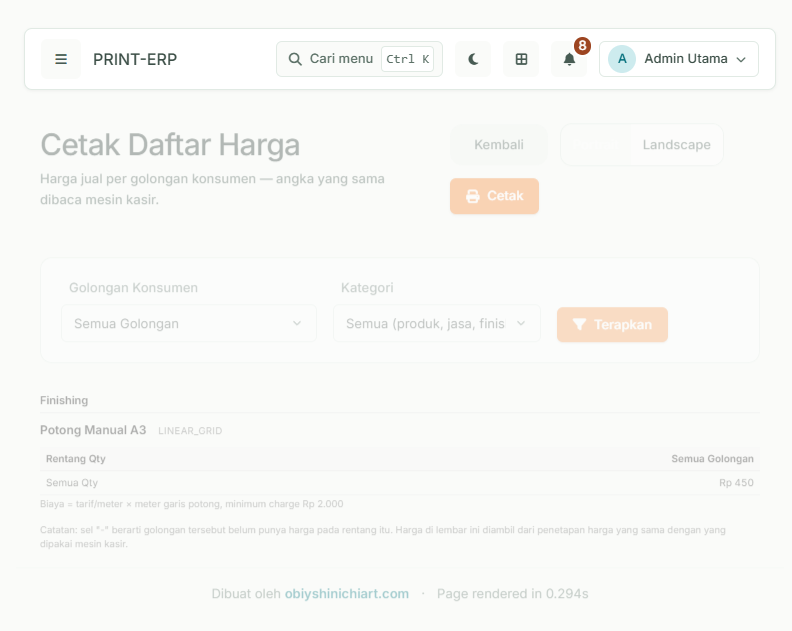 PRINT-ERP
Cari menu Ctrl K
8
A Admin Utama
Cetak Daftar Harga
Harga jual per golongan konsumen — angka yang sama
dibaca mesin kasir.
Kembali
Landscape
Cetak
Golongan Konsumen
Kategori
Semua Golongan
Semua (produk, jasa, finis
Terapkan
Finishing
Potong Manual A3 LINEAR_GRID
Rentang Qty Semua Golongan
Semua Qty Rp 450
Biaya = tarif/meter × meter garis potong, minimum charge Rp 2.000
Catatan: sel "-" berarti golongan tersebut belum punya harga pada rentang itu. Harga di lembar ini diambil dari penetapan harga yang sama dengan yang
dipakai mesin kasir.
Dibuat oleh obiyshinichiart.com · Page rendered in 0.294s